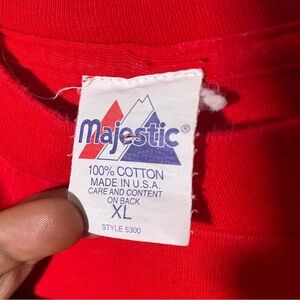 Majestic®
100% COTTON
MADE IN U.S.A.
CARE AND CONTENT
ON BACK
XL
STYLE 5300